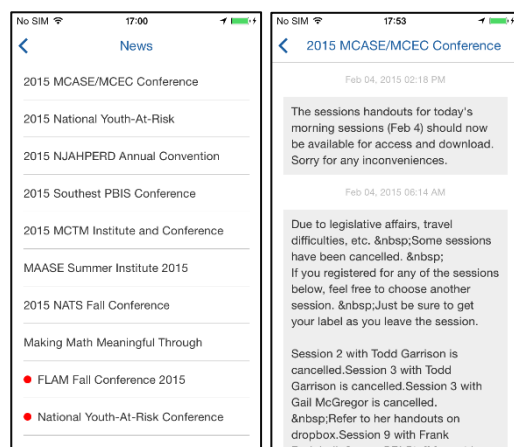 No SIM 17:00
News
2015 MCASE/MCEC Conference
2015 National Youth-At-Risk
2015 NJAHPERD Annual Convention
2015 Southest PBIS Conference
2015 MCTM Institute and Conference
MAASE Summer Institute 2015
2015 NATS Fall Conference
Making Math Meaningful Through
FLAM Fall Conference 2015
National Youth-At-Risk Conference
No SIM 17:53
2015 MCASE/MCEC Conference
Feb 04, 2015 02:18 PM
The sessions handouts for today's
morning sessions (Feb 4) should now
be available for access and download.
Sorry for any inconveniences.
Feb 04, 2015 06:14 AM
Due to legislative affairs, travel
difficulties, etc. &nbsp;Some sessions
have been cancelled. &nbsp;
If you registered for any of the sessions
below, feel free to choose another
session. &nbsp;Just be sure to get
your label as you leave the session.
Session 2 with Todd Garrison is
cancelled.Session 3 with Todd
Garrison is cancelled.Session 3 with
Gail McGregor is cancelled.
&nbsp;Refer to her handouts on
dropbox.Session 9 with Frank